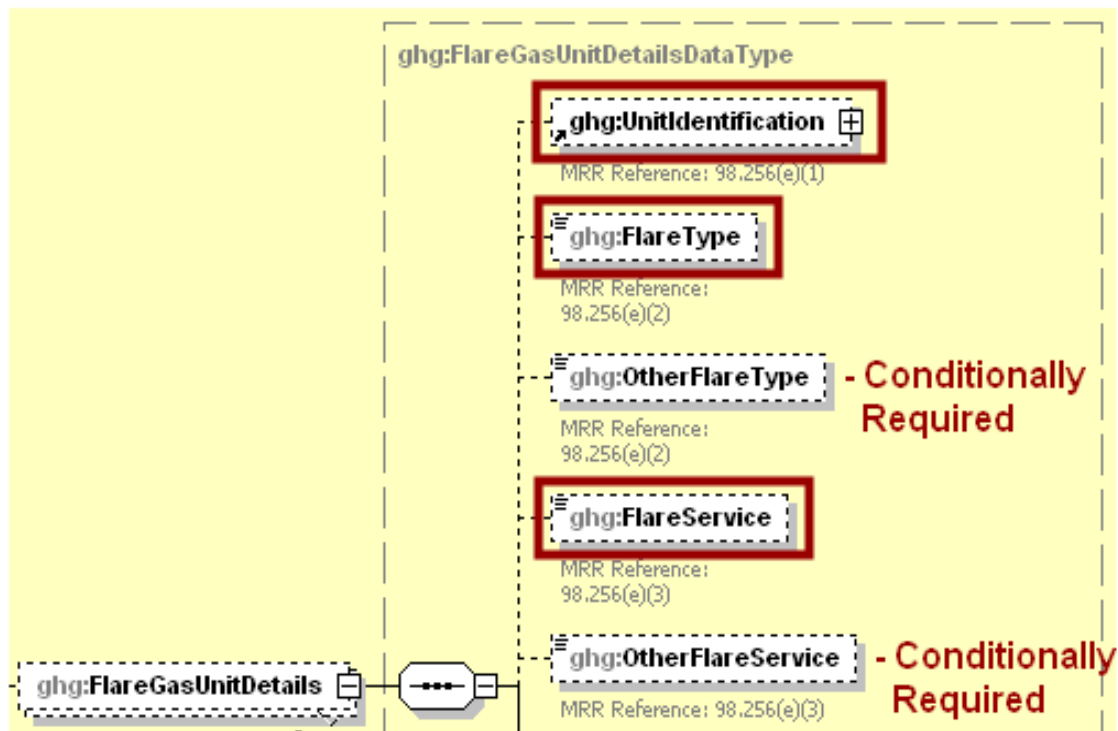 ghg:FlareGasUnitDetailsDataType
ghg:UnitIdentification
MRR Reference: 98.256(e)(1)
ghg:FlareType
MRR Reference:
98.256(e)(2)
ghg:OtherFlareType
- Conditionally
Required
MRR Reference:
98.256(e)(2)
ghg:FlareService
MRR Reference:
98.256(e)(3)
ghg:OtherFlareService
- Conditionally
Required
MRR Reference: 98.256(e)(3)
ghg:FlareGasUnitDetails